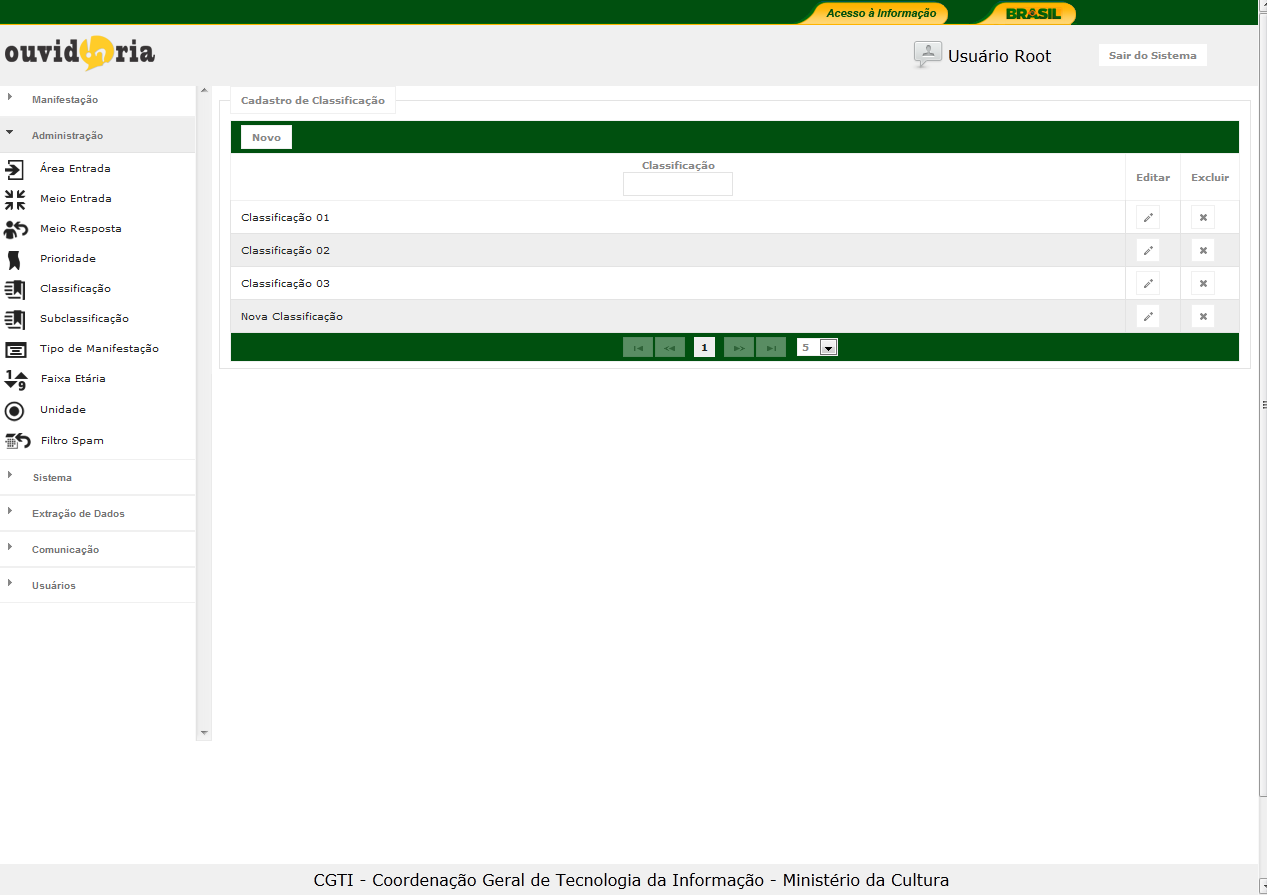 Acesso à Informação
BRASIL
ouvidoria
Usuário Root
Sair do Sistema
Manifestação
Administração
Área Entrada
Meio Entrada
Meio Resposta
Prioridade
Classificação
Subclassificação
Tipo de Manifestação
Faixa Etária
Unidade
Filtro Spam
Sistema
Extração de Dados
Comunicação
Usuários
Cadastro de Classificação
Novo
Classificação
Editar
Excluir
Classificação 01
Classificação 02
Classificação 03
Nova Classificação
1
5
CGTI - Coordenação Geral de Tecnologia da Informação - Ministério da Cultura